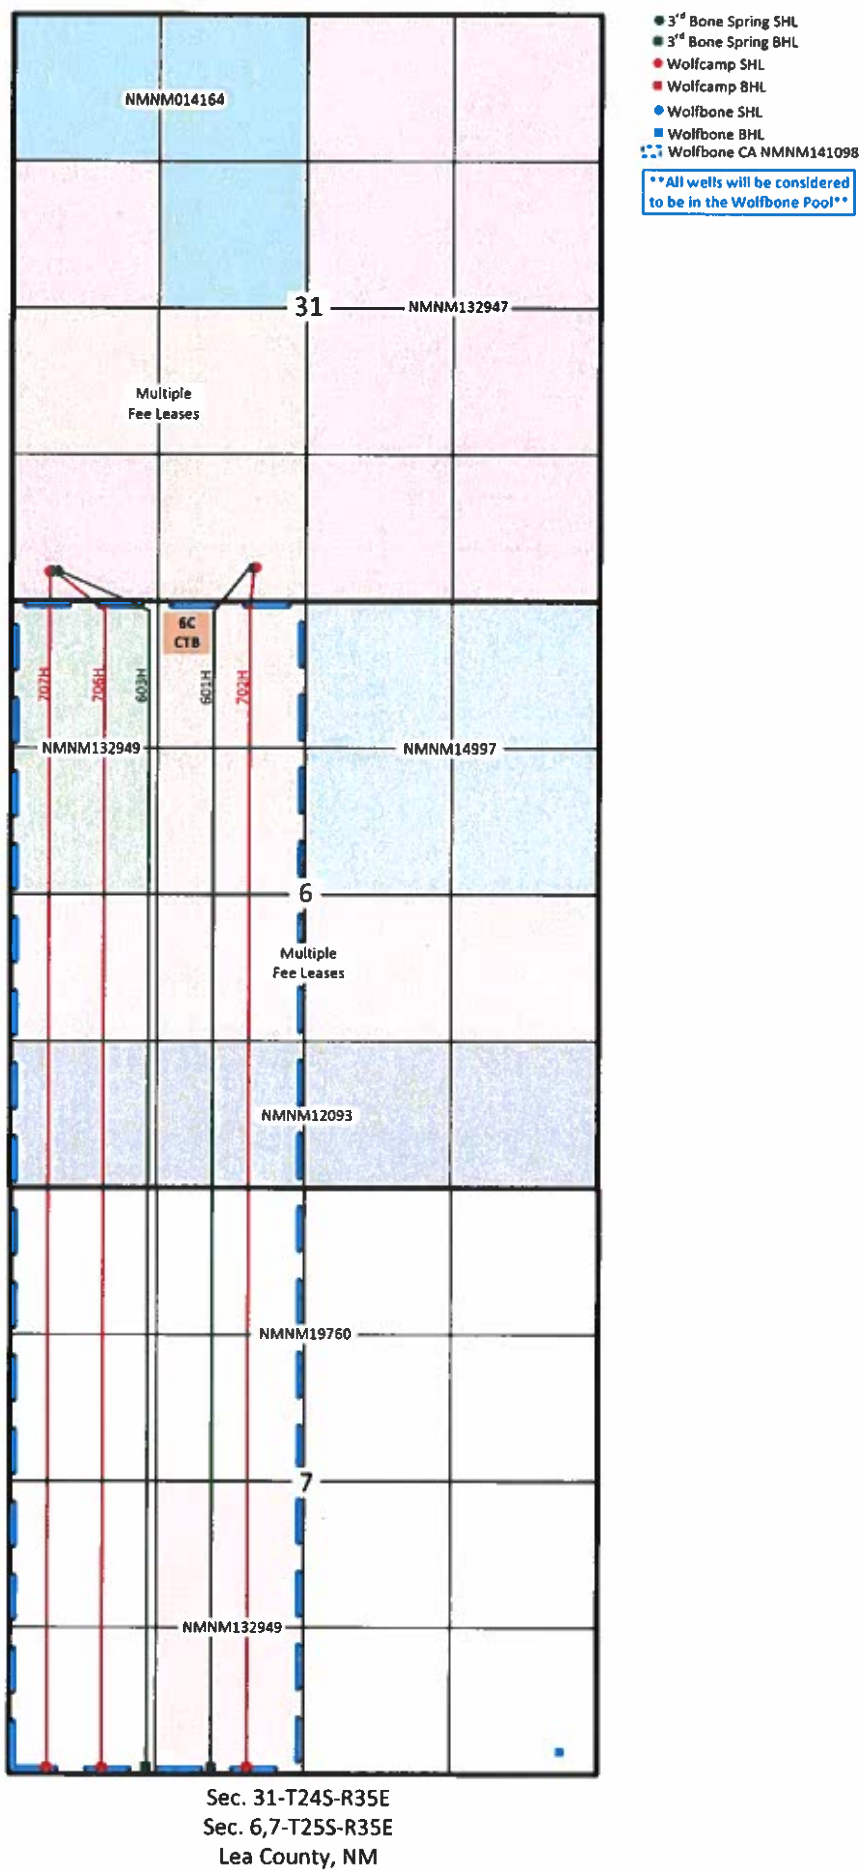 3rd Bone Spring SHL
3rd Bone Spring BHL
Wolfcamp SHL
Wolfcamp BHL
Wolfbone SHL
Wolfbone BHL
Wolfbone CA NMNM141098
**All wells will be considered
to be in the Wolfbone Pool**
NMNM014164
31
NMNM132947
Multiple
Fee Leases
6C
CTB
707H
706H
603H
601H
702H
NMNM132949
NMNM14997
6
Multiple
Fee Leases
NMNM12093
NMNM19760
7
NMNM132949
Sec. 31-T24S-R35E
Sec. 6,7-T25S-R35E
Lea County, NM